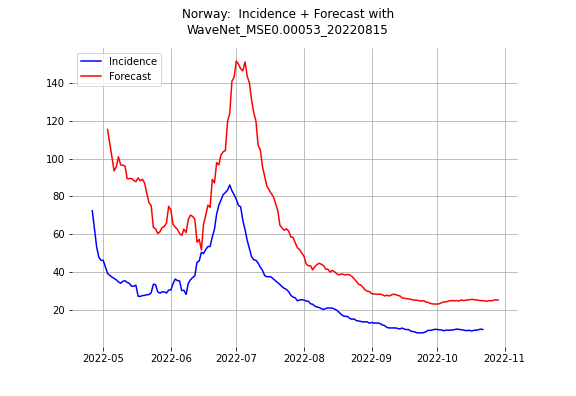 Norway:  Incidence + Forecast with
WaveNet_MSE0.00053_20220815
Incidence
Forecast
140
120
100
80
60
40
20
2022-05 2022-06 2022-07 2022-08 2022-09 2022-10 2022-11